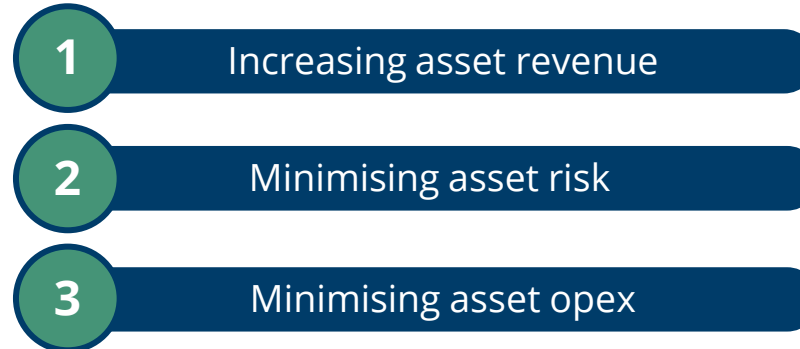 1 Increasing asset revenue
2 Minimising asset risk
3 Minimising asset opex